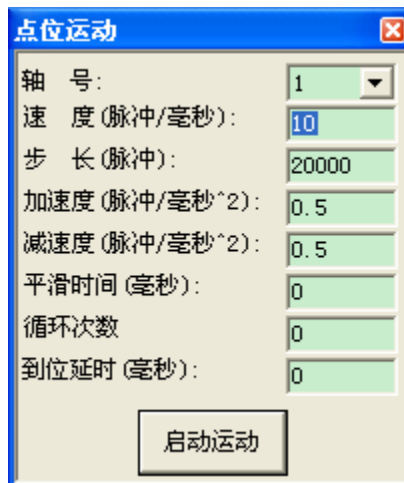 点位运动
轴 号: 1
速 度(脉冲/毫秒): 10
步 长(脉冲): 20000
加速度(脉冲/毫秒^2): 0.5
减速度(脉冲/毫秒^2): 0.5
平滑时间(毫秒): 0
循环次数 0
到位延时(毫秒): 0
启动运动